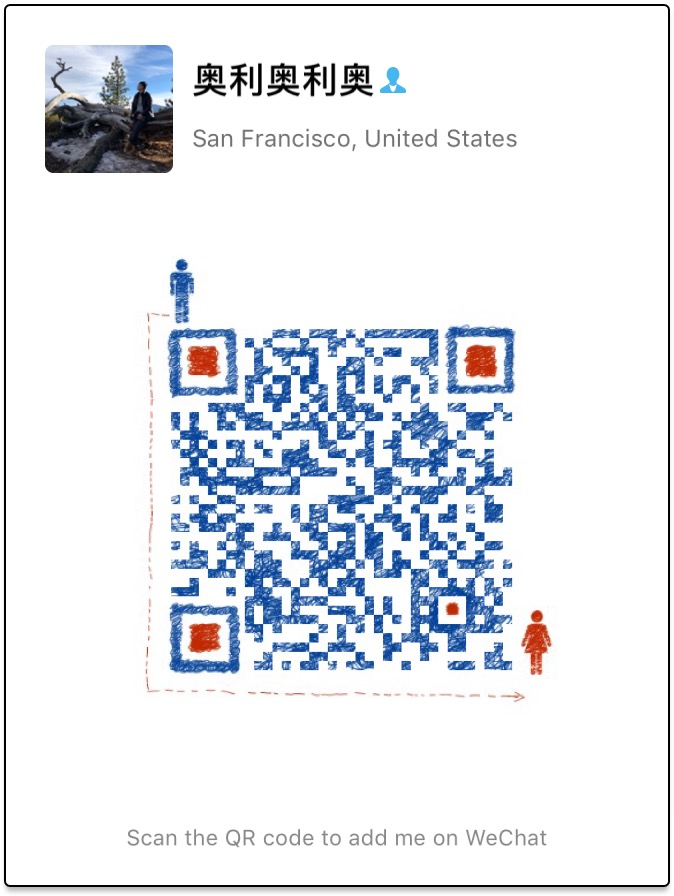 奥利奥利奥
San Francisco, United States
Scan the QR code to add me on WeChat